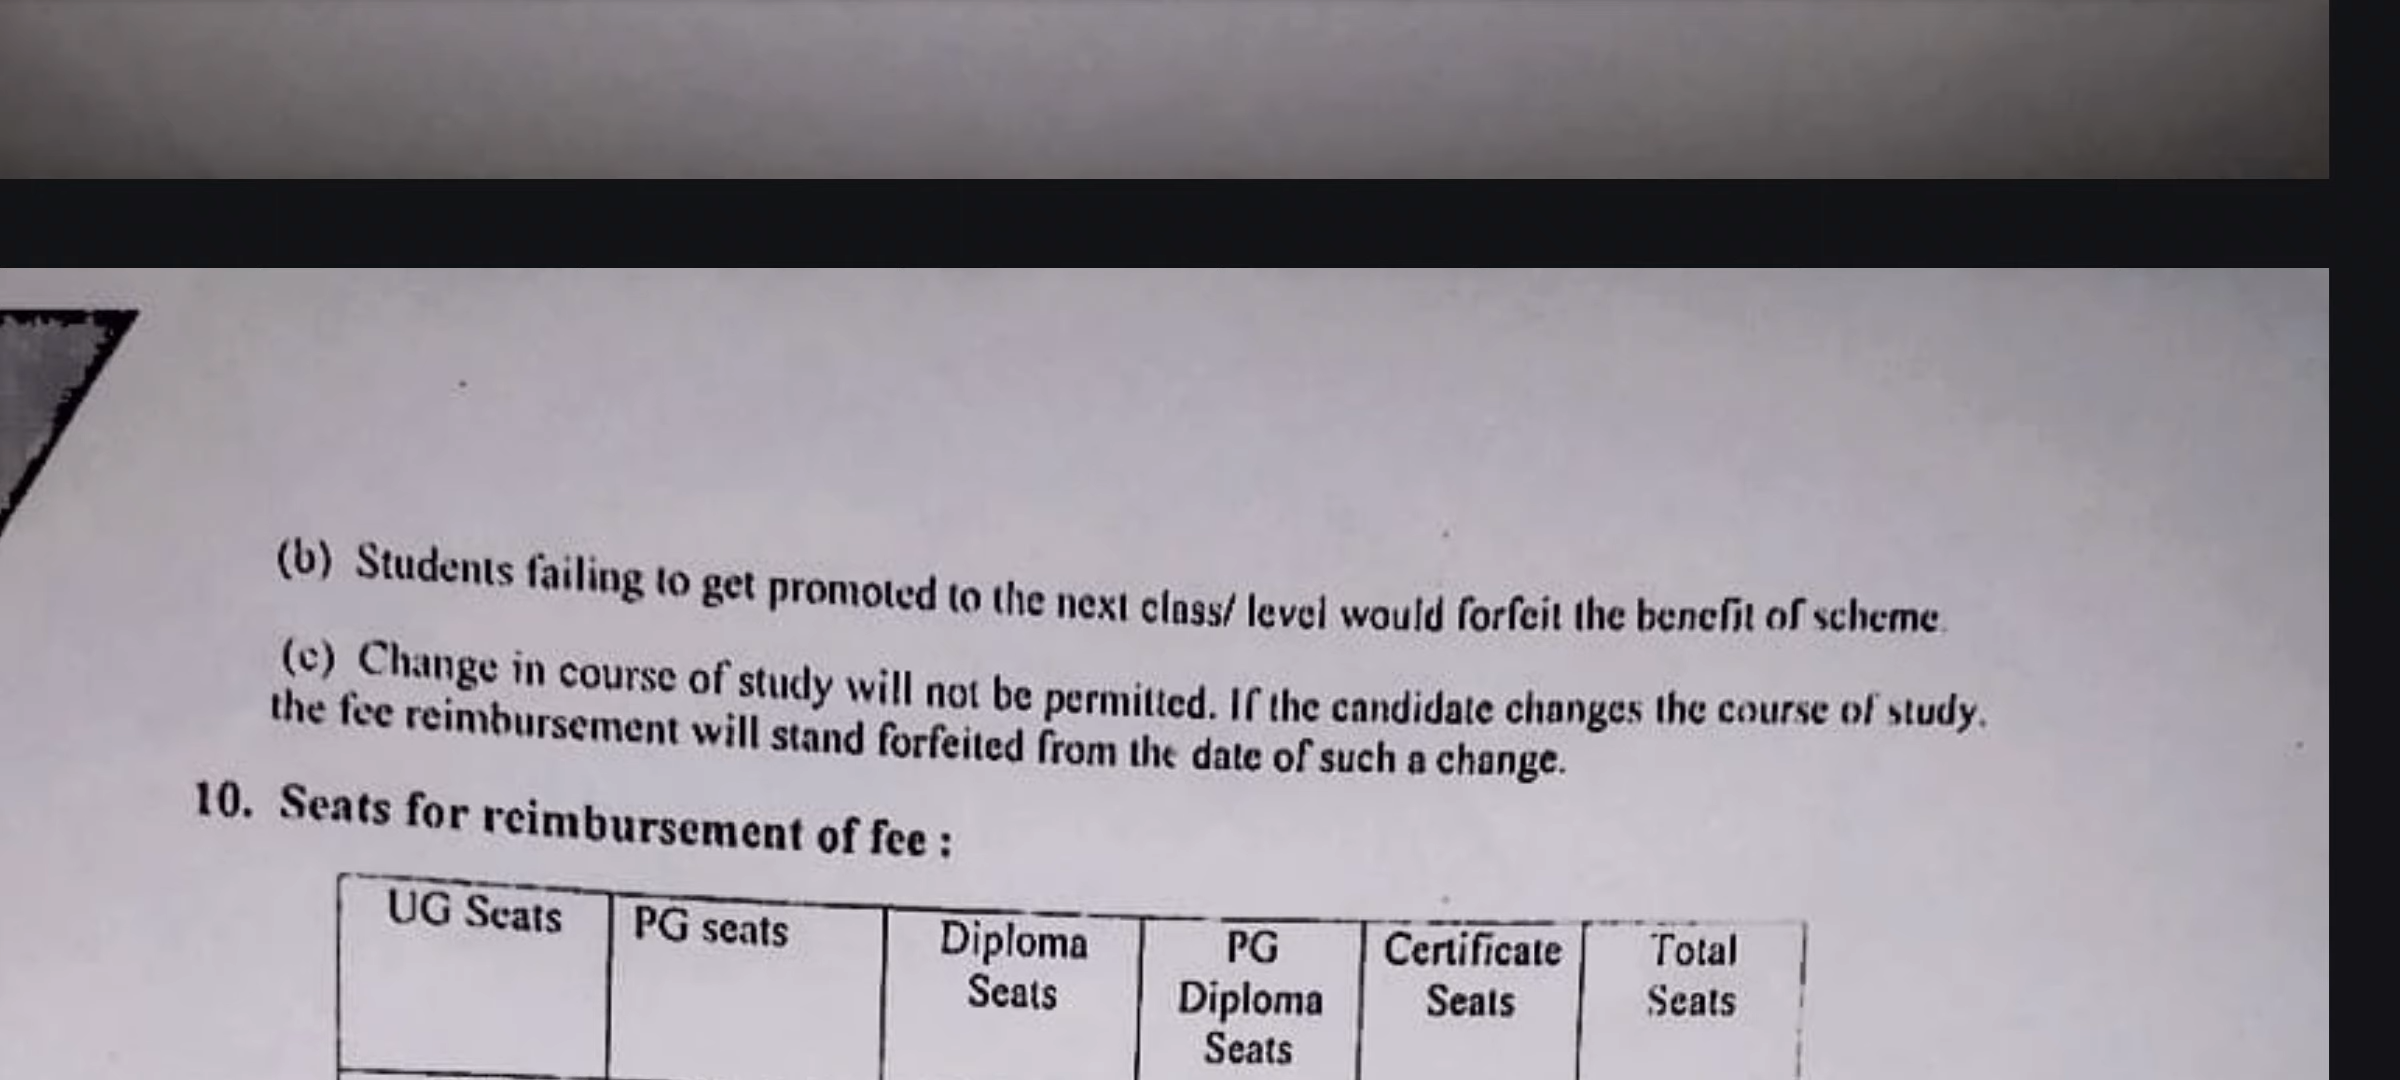 (b) Students failing to get promoted to the next class/ level would forfeit the benefit of scheme.
(c) Change in course of study will not be permitted. If the candidate changes the course of study.
the fee reimbursement will stand forfeited from the date of such a change.
10. Seats for reimbursement of fee :
UG Seats PG seats Diploma Seats PG Diploma Seats Certificate Seats Total Seats